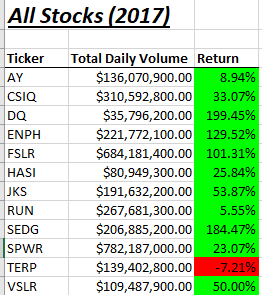 All Stocks (2017)
Ticker Total Daily Volume Return
AY $136,070,900.00 8.94%
CSIQ $310,592,800.00 33.07%
DQ $35,796,200.00 199.45%
ENPH $221,772,100.00 129.52%
FSLR $684,181,400.00 101.31%
HASI $80,949,300.00 25.84%
JKS $191,632,200.00 53.87%
RUN $267,681,300.00 5.55%
SEDG $206,885,200.00 184.47%
SPWR $782,187,000.00 23.07%
TERP $139,402,800.00 -7.21%
VSLR $109,487,900.00 50.00%